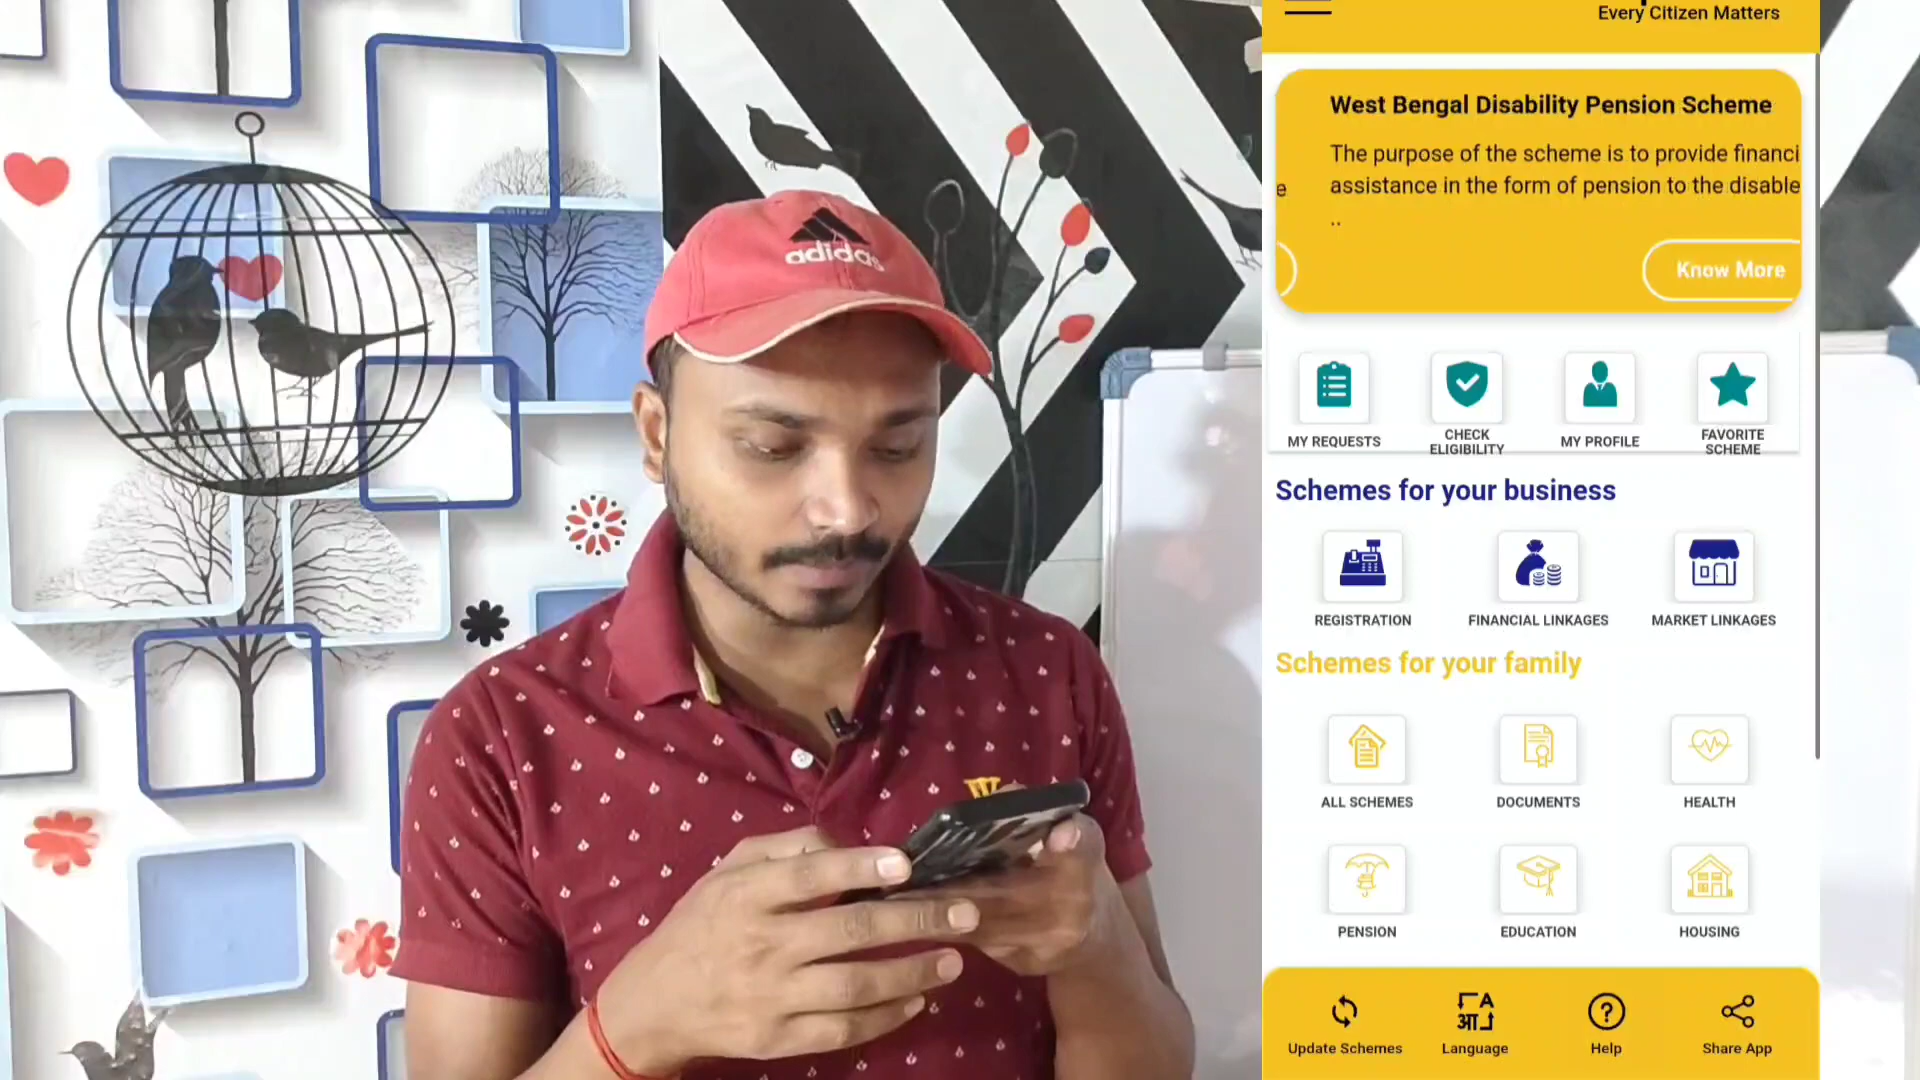 adidas
Every Citizen Matters
West Bengal Disability Pension Scheme
The purpose of the scheme is to provide financi
assistance in the form of pension to the disable
..
e
Know More
MY REQUESTS
CHECK
ELIGIBILITY
MY PROFILE
FAVORITE
SCHEME
Schemes for your business
REGISTRATION
FINANCIAL LINKAGES
MARKET LINKAGES
Schemes for your family
ALL SCHEMES
DOCUMENTS
HEALTH
PENSION
EDUCATION
HOUSING
A
आ
?
Update Schemes
Language
Help
Share App